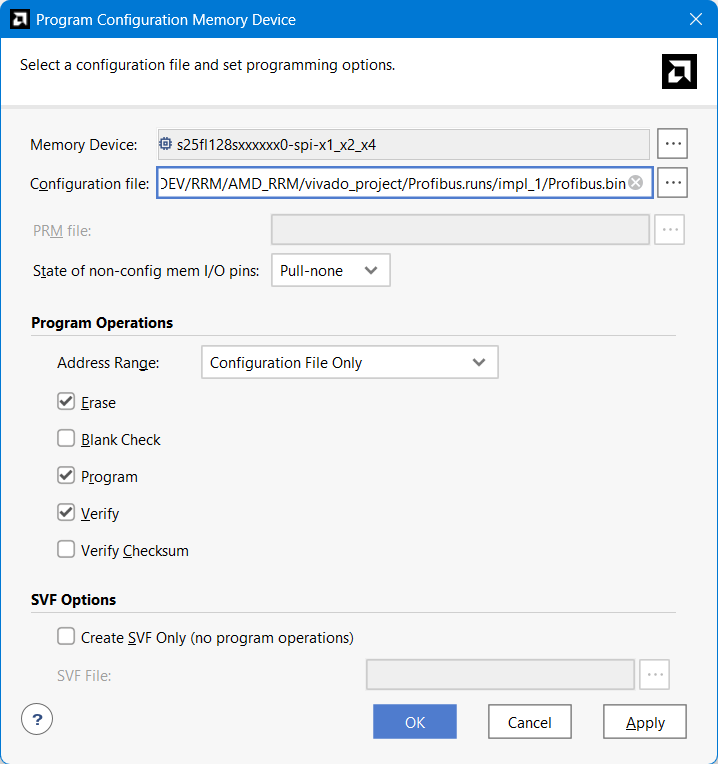 Program Configuration Memory Device
Select a configuration file and set programming options.
Memory Device: s25fl128sxxxxxx0-spi-x1_x2_x4 ...
Configuration file: DEV/RRM/AMD_RRM/vivado_project/Profibus.runs/impl_1/Profibus.bin ...
PRM file: ...
State of non-config mem I/O pins: Pull-none
Program Operations
Address Range: Configuration File Only
Erase
Blank Check
Program
Verify
Verify Checksum
SVF Options
Create SVF Only (no program operations)
SVF File: ...
? OK Cancel Apply